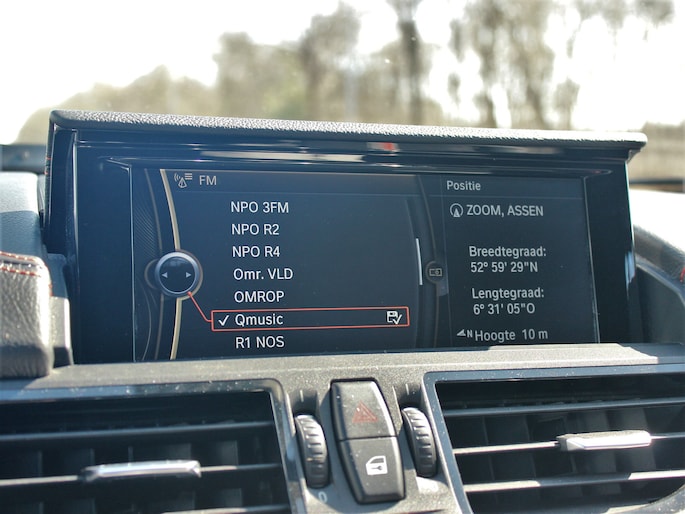 FM
NPO 3FM
NPO R2
NPO R4
Omr. VLD
OMROP
Qmusic
R1 NOS
Positie
ZOOM, ASSEN
Breedtegraad:
52° 59' 29"N
Lengtegraad:
6° 31' 05"O
N Hoogte 10 m
0